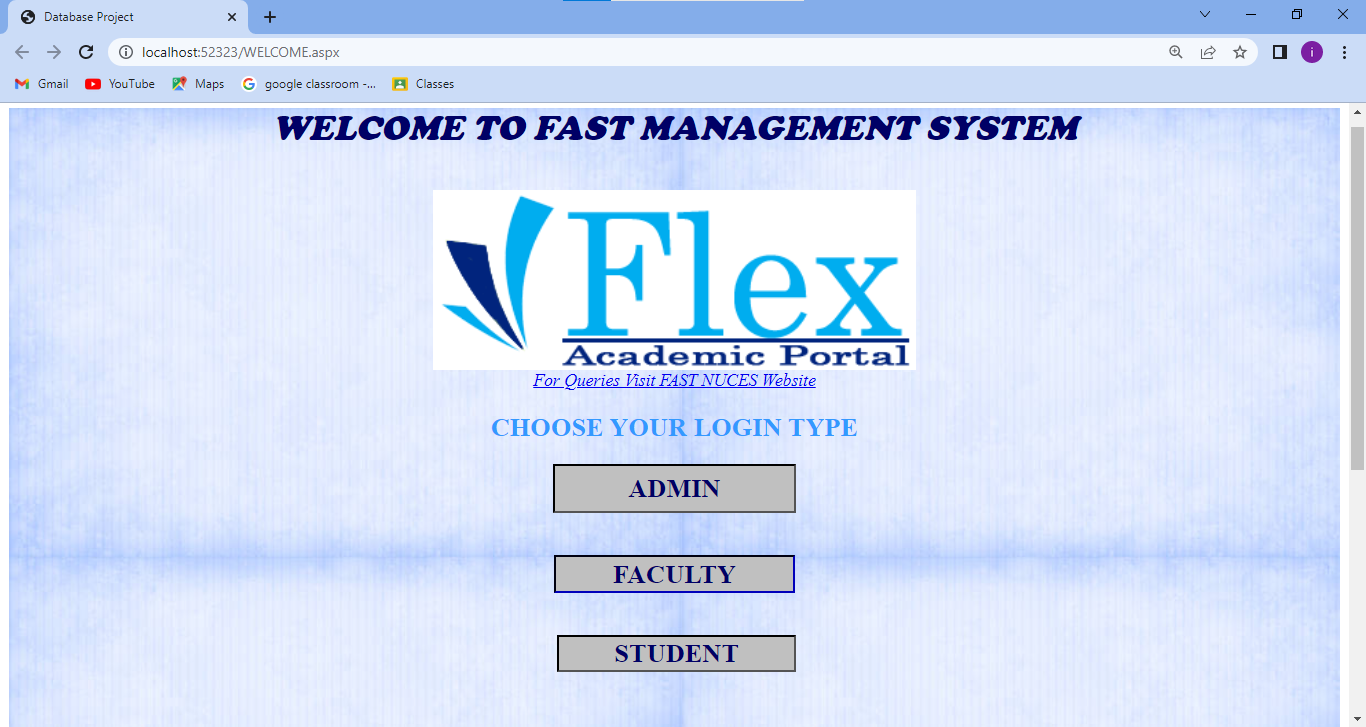 Database Project
localhost:52323/WELCOME.aspx
i
Gmail YouTube Maps google classroom -... Classes
WELCOME TO FAST MANAGEMENT SYSTEM
Flex
Academic Portal
For Queries Visit FAST NUCES Website
CHOOSE YOUR LOGIN TYPE
ADMIN
FACULTY
STUDENT